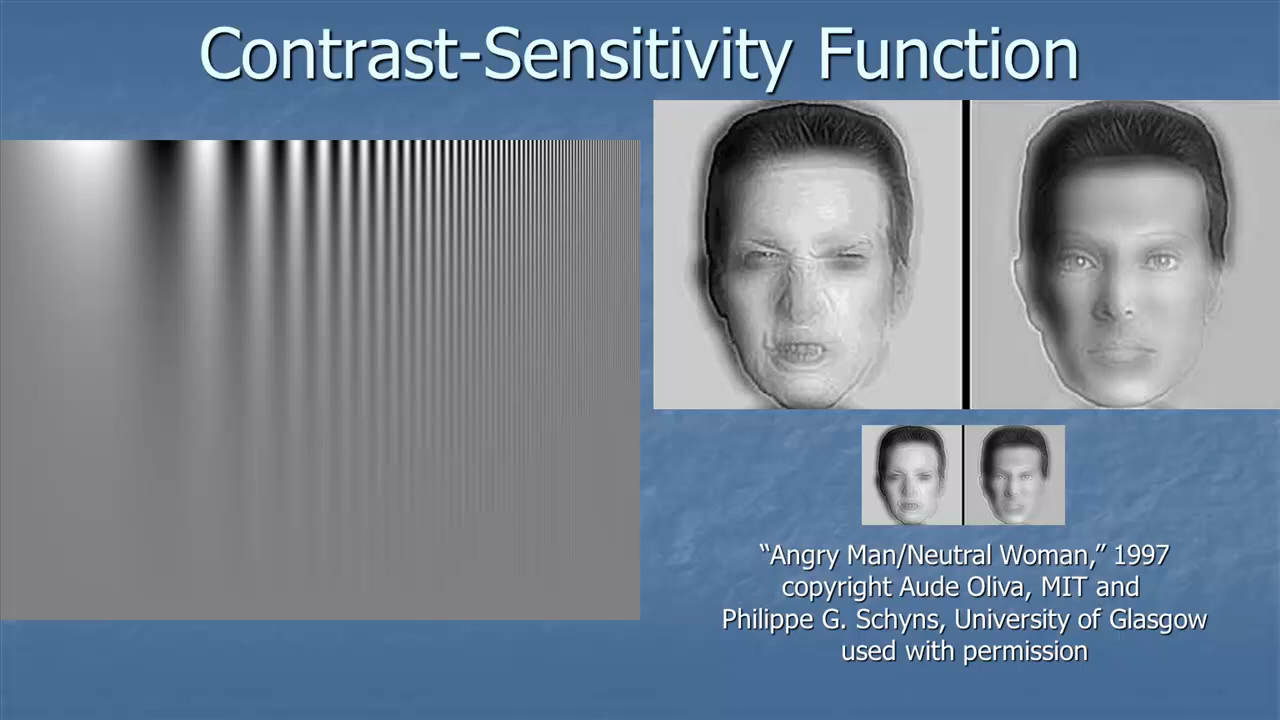 Contrast-Sensitivity Function
“Angry Man/Neutral Woman,” 1997
copyright Aude Oliva, MIT and
Philippe G. Schyns, University of Glasgow
used with permission